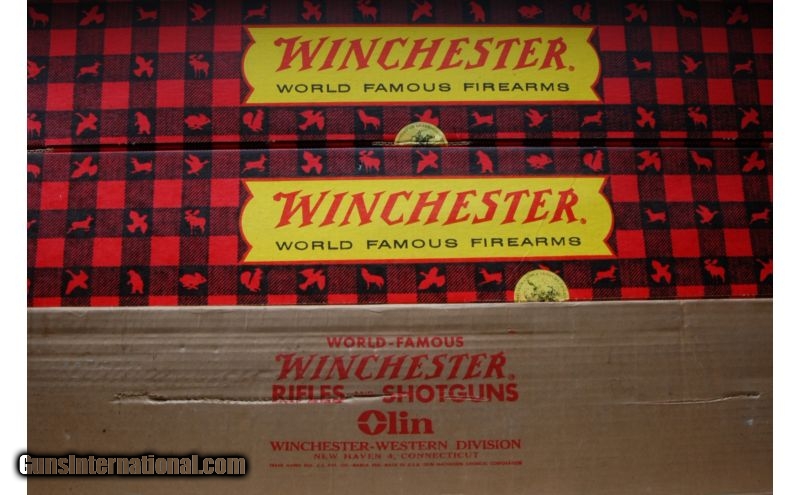 WINCHESTER.
WORLD FAMOUS FIREARMS
WINCHESTER.
WORLD FAMOUS FIREARMS
WORLD-FAMOUS
WINCHESTER®
RIFLES AND SHOTGUNS
Olin
WINCHESTER-WESTERN DIVISION
NEW HAVEN 4, CONNECTICUT
GunsInternational.com